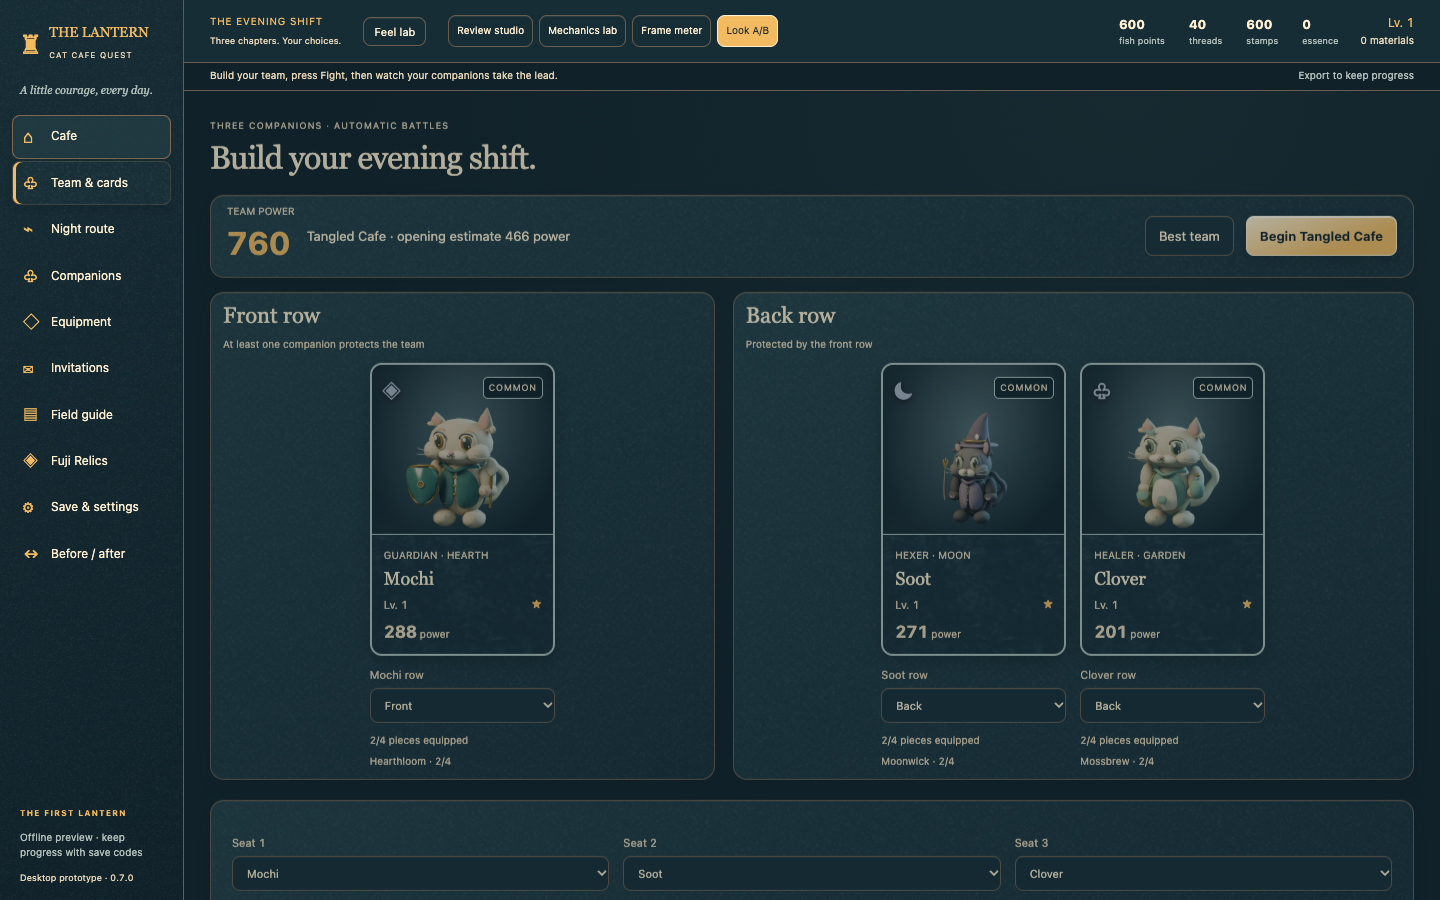 THE LANTERN
CAT CAFE QUEST
A little courage, every day.
Cafe
Team & cards
Night route
Companions
Equipment
Invitations
Field guide
Fuji Relics
Save & settings
Before / after
THE FIRST LANTERN
Offline preview · keep
progress with save codes
Desktop prototype · 0.7.0
THE EVENING SHIFT
Three chapters. Your choices.
Feel lab
Review studio
Mechanics lab
Frame meter
Look A/B
600
fish points
40
threads
600
stamps
0
essence
Lv. 1
0 materials
Build your team, press Fight, then watch your companions take the lead.
Export to keep progress
THREE COMPANIONS · AUTOMATIC BATTLES
Build your evening shift.
TEAM POWER
760
Tangled Cafe · opening estimate 466 power
Best team
Begin Tangled Cafe
Front row
At least one companion protects the team
COMMON
GUARDIAN · HEARTH
Mochi
Lv. 1
288 power
Mochi row
Front
2/4 pieces equipped
Hearthloom · 2/4
Back row
Protected by the front row
COMMON
HEXER · MOON
Soot
Lv. 1
271 power
Soot row
Back
2/4 pieces equipped
Moonwick · 2/4
COMMON
HEALER · GARDEN
Clover
Lv. 1
201 power
Clover row
Back
2/4 pieces equipped
Mossbrew · 2/4
Seat 1
Mochi
Seat 2
Soot
Seat 3
Clover